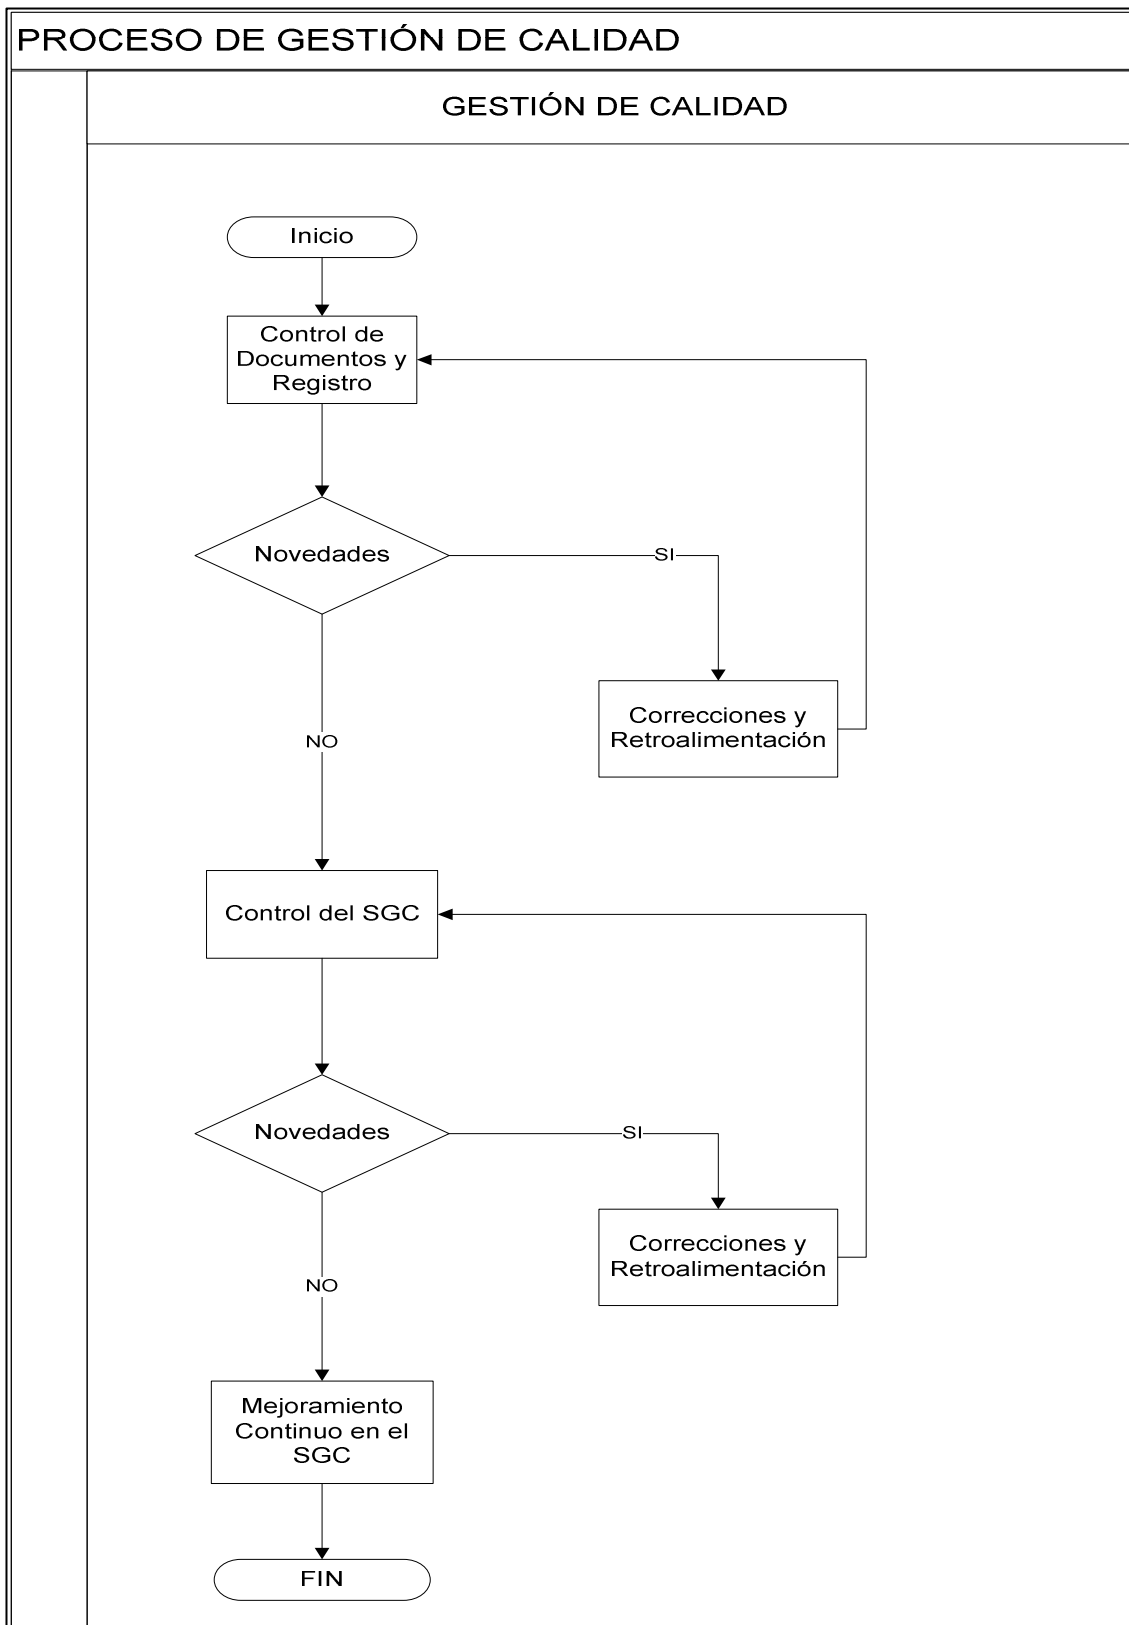 PROCESO DE GESTIÓN DE CALIDAD
GESTIÓN DE CALIDAD
Inicio
Control de
Documentos y
Registro
Novedades
SI
Correcciones y
Retroalimentación
NO
Control del SGC
Novedades
SI
Correcciones y
Retroalimentación
NO
Mejoramiento
Continuo en el
SGC
FIN